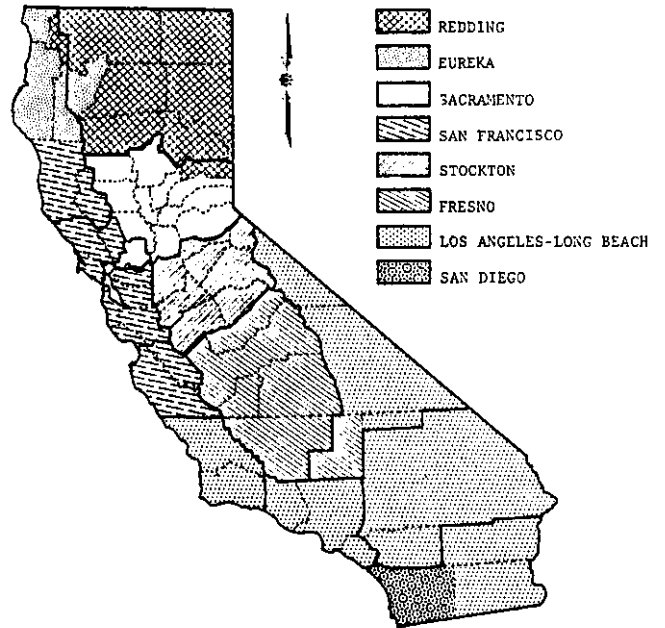 REDDING
EUREKA
SACRAMENTO
SAN FRANCISCO
STOCKTON
FRESNO
LOS ANGELES-LONG BEACH
SAN DIEGO